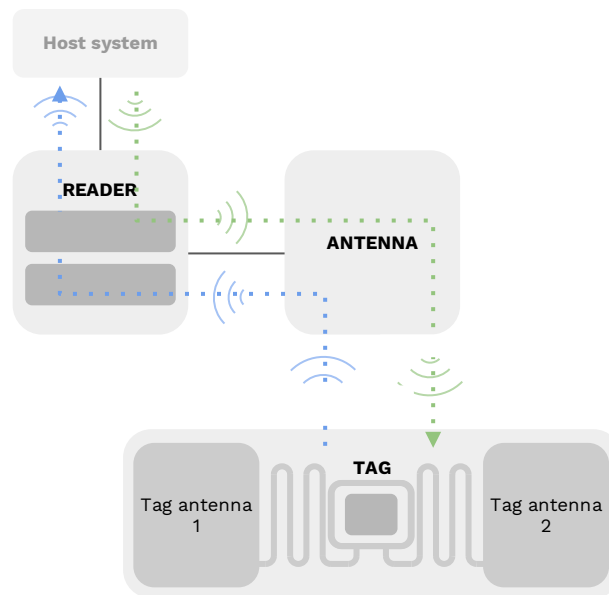 Host system
READER
ANTENNA
TAG
Tag antenna
1
Tag antenna
2